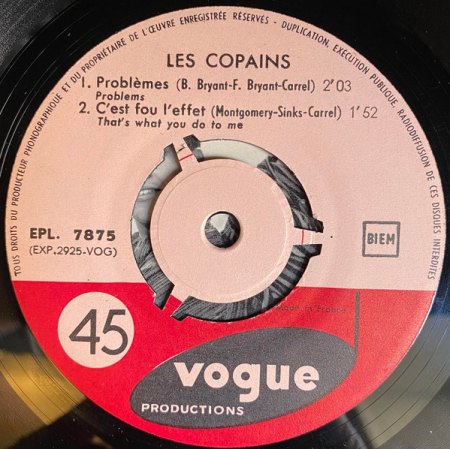 TOUS DROITS DU PRODUCTEUR PHONOGRAPHIQUE ET DU PROPRIÉTAIRE DE L'ŒUVRE ENREGISTRÉE RÉSERVÉS - DUPLICATION, EXÉCUTION PUBLIQUE, RADIODIFFUSION DE CES DISQUES INTERDITES
LES COPAINS
1. Problèmes (B. Bryant-F. Bryant-Carrel) 2'03
Problems
2. C'est fou l'effet (Montgomery-Sinks-Carrel) 1'52
That's what you do to me
EPL. 7875
(EXP.2925-VOG)
BIEM
Made in France
45
vogue
PRODUCTIONS